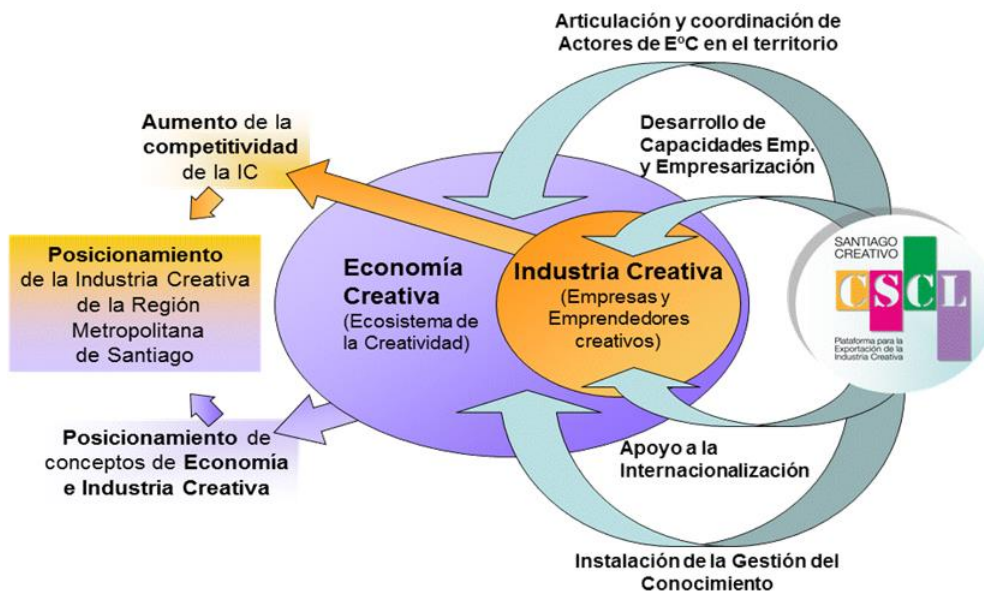 Articulación y coordinación de
Actores de EºC en el territorio
Desarrollo de
Capacidades Emp.
y Empresarización
Aumento de la
competitividad
de la IC
Posicionamiento
de la Industria Creativa
de la Región
Metropolitana
de Santiago
Economía
Creativa
(Ecosistema de
la Creatividad)
Industria Creativa
(Empresas y
Emprendedores
creativos)
SANTIAGO
CREATIVO
CSCL
Plataforma para la
Exportación de la
Industria Creativa
Posicionamiento de
conceptos de Economía
e Industria Creativa
Apoyo a la
Internacionalización
Instalación de la Gestión del
Conocimiento